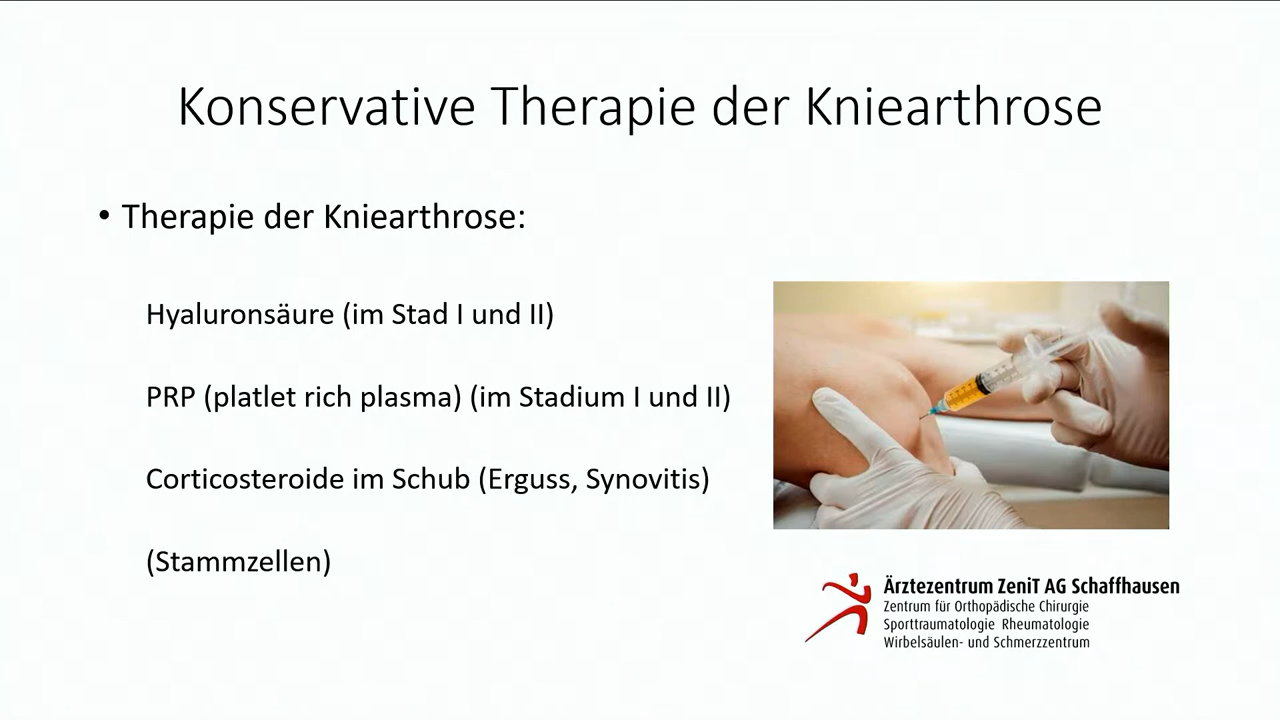 Konservative Therapie der Kniearthrose
• Therapie der Kniearthrose:
Hyaluronsäure (im Stad I und II)
PRP (platlet rich plasma) (im Stadium I und II)
Corticosteroide im Schub (Erguss, Synovitis)
(Stammzellen)
Ärztezentrum ZeniT AG Schaffhausen
Zentrum für Orthopädische Chirurgie
Sporttraumatologie Rheumatologie
Wirbelsäulen- und Schmerzzentrum